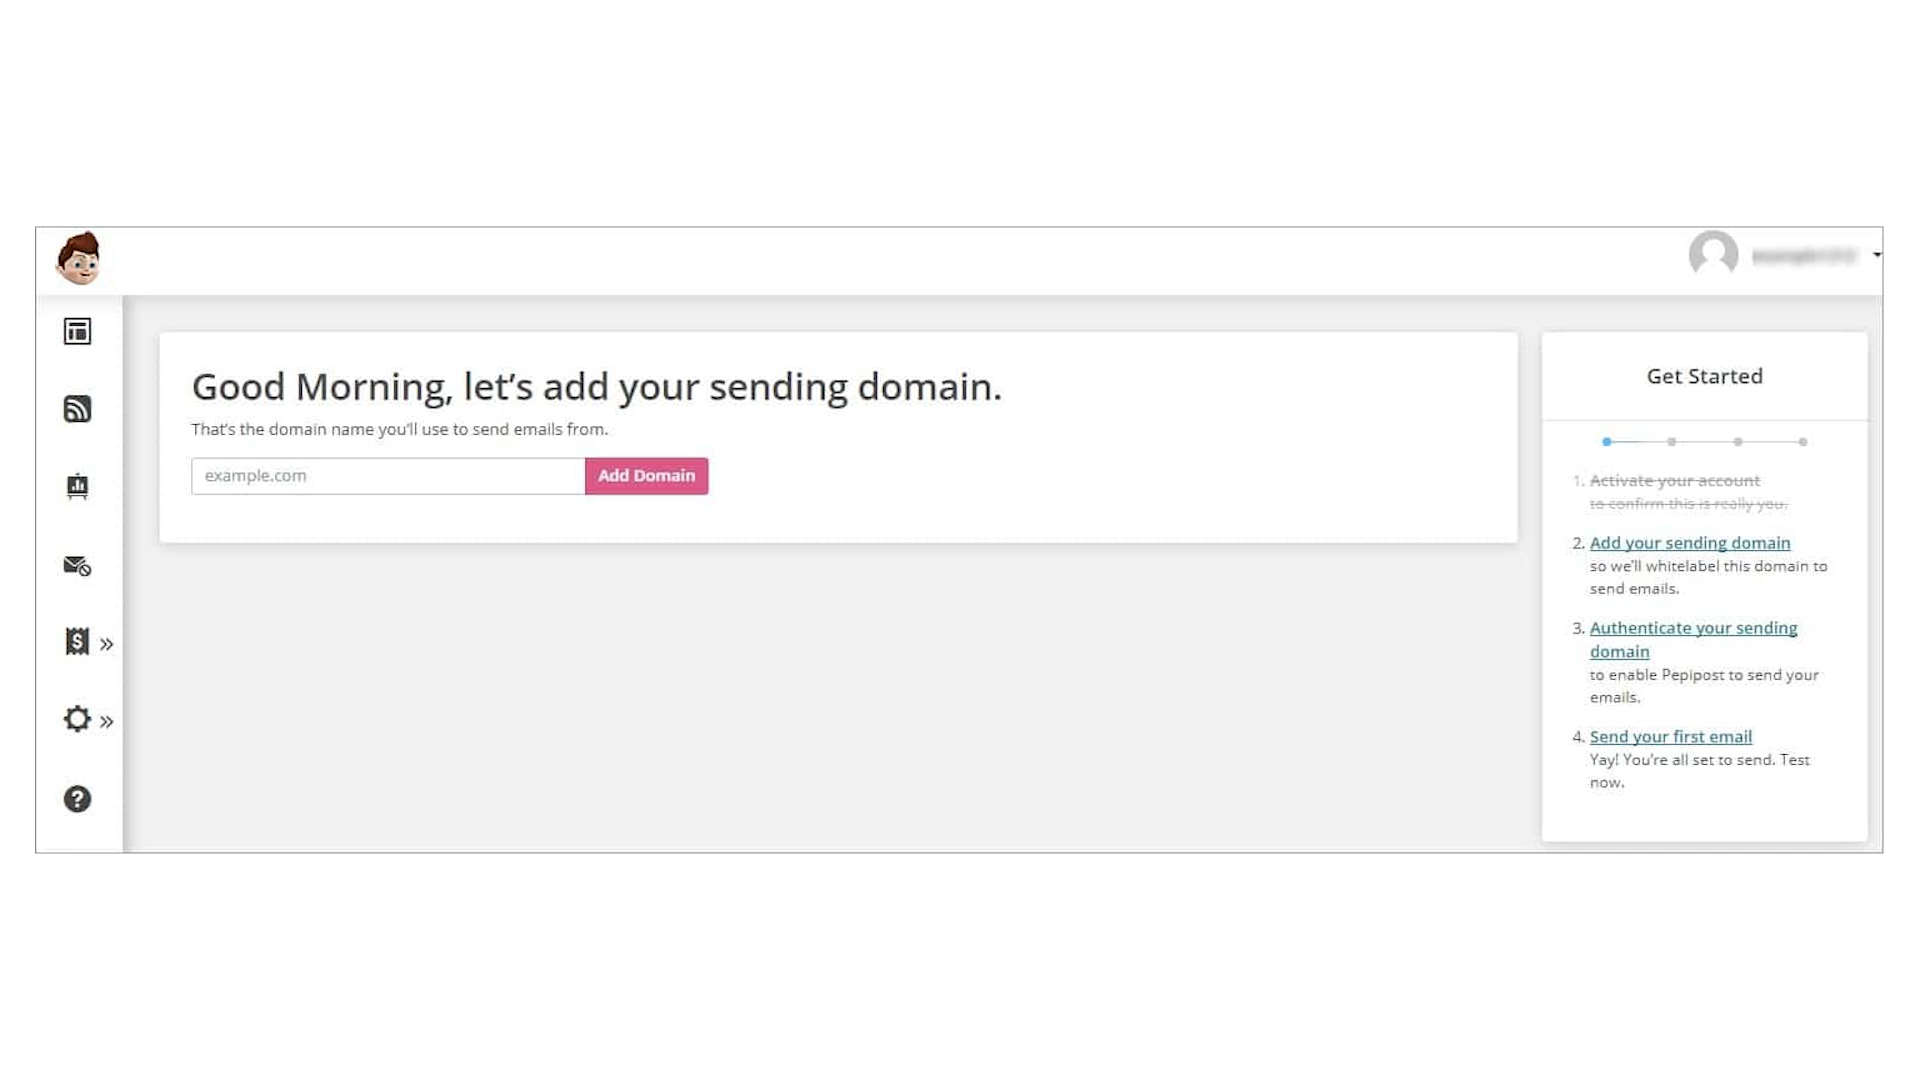 Good Morning, let's add your sending domain.
That's the domain name you'll use to send emails from.
example.com
Add Domain
Get Started
1. Activate your account
to confirm this is really you.
2. Add your sending domain
so we'll whitelabel this domain to
send emails.
3. Authenticate your sending
domain
to enable Pepipost to send your
emails.
4. Send your first email
Yay! You're all set to send. Test
now.